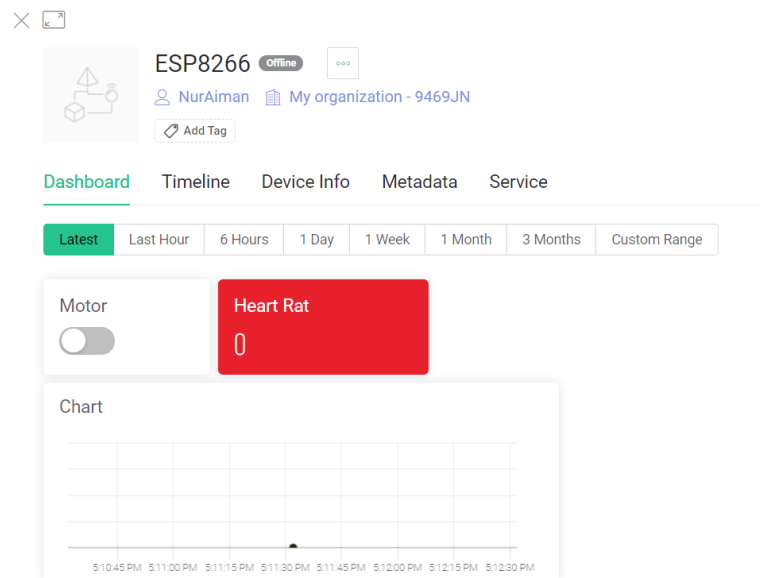 ESP8266 Offline
NurAiman My organization - 9469JN
Add Tag
Dashboard Timeline Device Info Metadata Service
Latest Last Hour 6 Hours 1 Day 1 Week 1 Month 3 Months Custom Range
Motor
Heart Rat
0
Chart
5:10:45 PM 5:11:00 PM 5:11:15 PM 5:11:30 PM 5:11:45 PM 5:12:00 PM 5:12:15 PM 5:12:30 PM